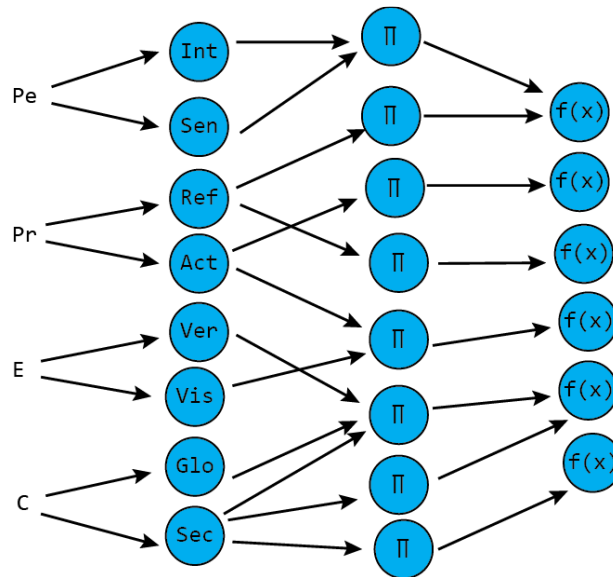 Pe
Pr
E
C
Int
Sen
Ref
Act
Ver
Vis
Glo
Sec
Π
Π
Π
Π
Π
Π
Π
Π
f(x)
f(x)
f(x)
f(x)
f(x)
f(x)